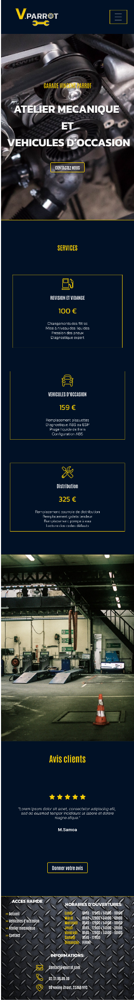 V.PARROT
GARAGE VINCENT PARROT
ATELIER MECANIQUE
ET
VEHICULES D'OCCASION
CONTACTEZ NOUS
SERVICES
REVISION ET VIDANGE
100 €
Changements des filtres
Mise à niveau des liquides
Pression des pneux
Diagnostique expert
VEHICULES D'OCCASION
159 €
Remplacement plaquettes
Diagnostique ABS ou ESP
Pruge liquide de frein
Configuration ABS
Distribution
325 €
Remplacement courroie de distribution
Remplacement galets tendeur
Remplacement pompe à eau
Lecture des codes défauts
Avis clients
"Lorem ipsum dolor sit amet, consectetur adipiscing elit,
sed do eiusmod tempor incididunt ut labore et dolore
magna aliqua."
M.Samoa
Donner votre avis
ACCES RAPIDE
>> Accueil
>> Vehicules d'occasion
>> Atelier mecanique
>> Contact
HORAIRES D'OUVERTURES:
Lundi 8h45 - 12h00 / 14h00 - 18h00
Mardi 8h45 - 12h00 / 14h00 - 18h00
Mercredi 8h45 - 12h00 / 14h00 - 18h00
Jeudi 8h45 - 12h00 / 14h00 - 18h00
Vendredi 8h45 - 12h00 / 14h00 - 18h00
Samedi 8h45 - 12h00
Dimanche FERMÉ
INFORMATIONS:
Contact@vparrot.com
02.51.99.99.99
street, 23456 NYC